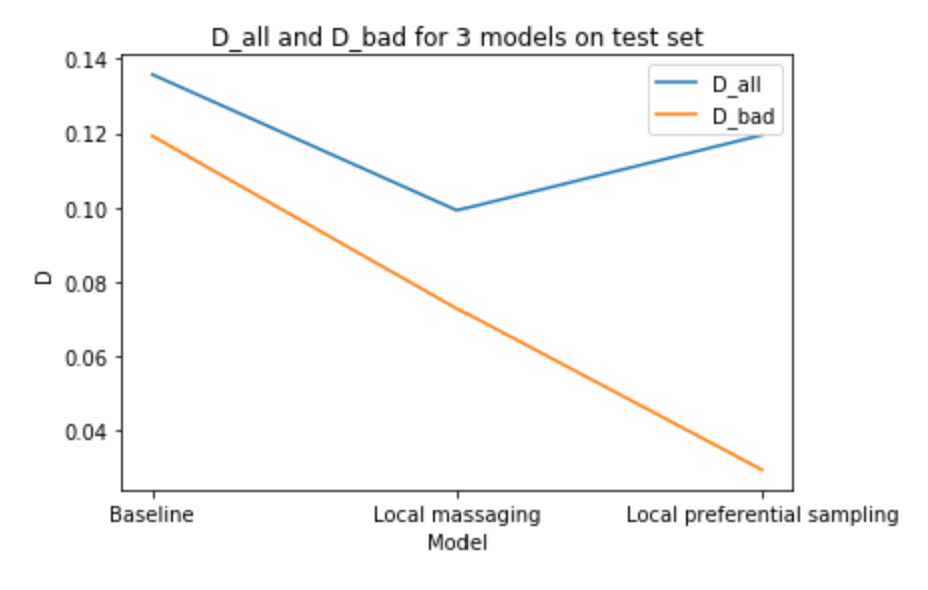 D_all and D_bad for 3 models on test set
D_all
D_bad
0.14
0.12
0.10
0.08
0.06
0.04
D
Baseline
Local massaging
Local preferential sampling
Model